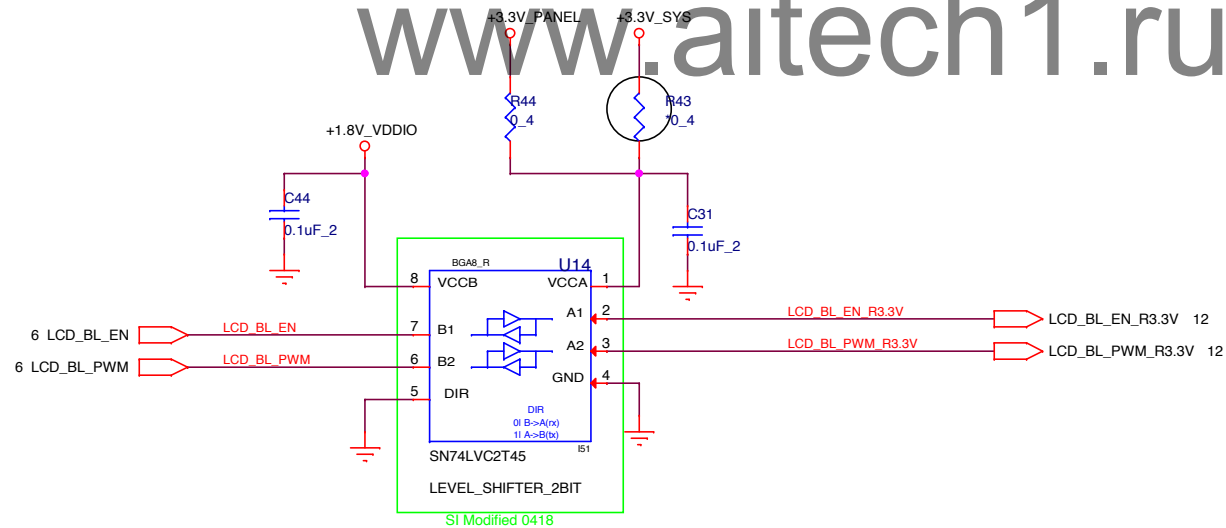 www.aitech1.ru
+3.3V_PANEL
+3.3V_SYS
R44
0_4
R43
*0_4
+1.8V_VDDIO
C44
0.1uF_2
C31
0.1uF_2
BGA8_R
U14
8
VCCB
VCCA
1
A1
2
LCD_BL_EN_R3.3V
LCD_BL_EN_R3.3V 12
6 LCD_BL_EN
LCD_BL_EN
7
B1
A2
3
LCD_BL_PWM_R3.3V
LCD_BL_PWM_R3.3V 12
6 LCD_BL_PWM
LCD_BL_PWM
6
B2
GND
4
5
DIR
DIR
0| B->A(rx)
1| A->B(tx)
I51
SN74LVC2T45
LEVEL_SHIFTER_2BIT
SI Modified 0418